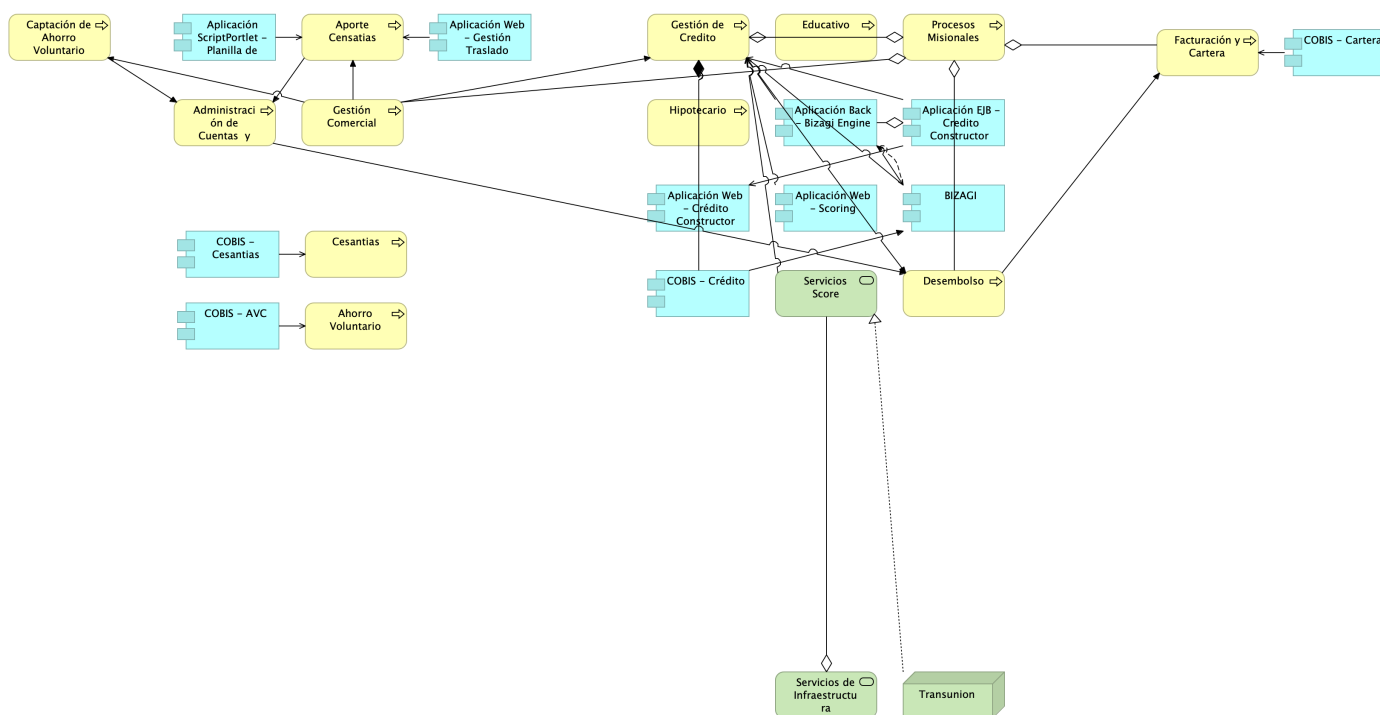 Captación de
Ahorro
Voluntario
Aplicación
ScriptPortlet –
Planilla de
Aporte
Censatias
Aplicación Web
– Gestión
Traslado
Gestión de
Credito
Educativo
Procesos
Misionales
Facturación y
Cartera
COBIS – Cartera
Administraci
ón de
Cuentas y
Gestión
Comercial
Hipotecario
Aplicación Back
– Bizagi Engine
Aplicación EJB –
Credito
Constructor
Aplicación Web
– Crédito
Constructor
Aplicación Web
– Scoring
BIZAGI
COBIS –
Cesantias
Cesantias
COBIS – Crédito
Servicios
Score
Desembolso
COBIS – AVC
Ahorro
Voluntario
Servicios de
Infraestructu
ra
Transunion